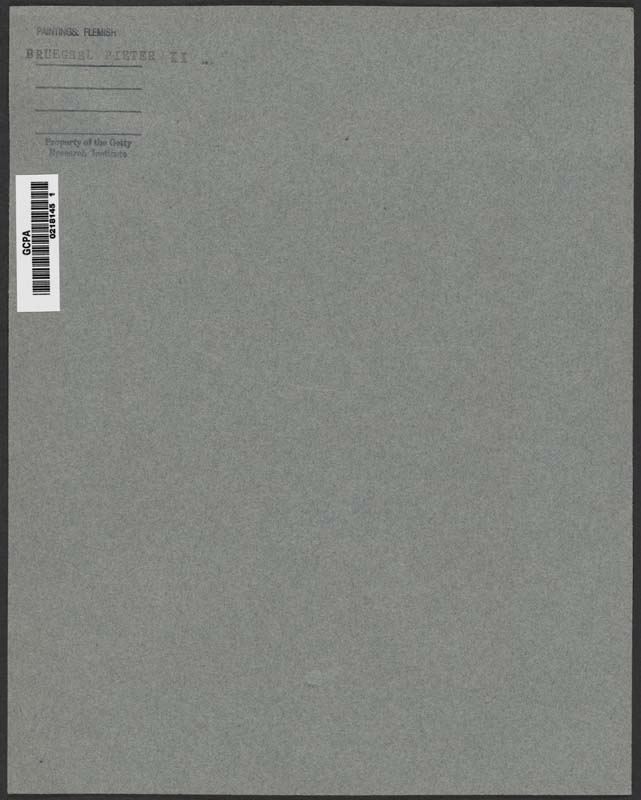 PAINTINGS. FLEMISH
BRUEGHEL PIETER II
Property of the Getty
Research Institute
GCPA
0218145 1